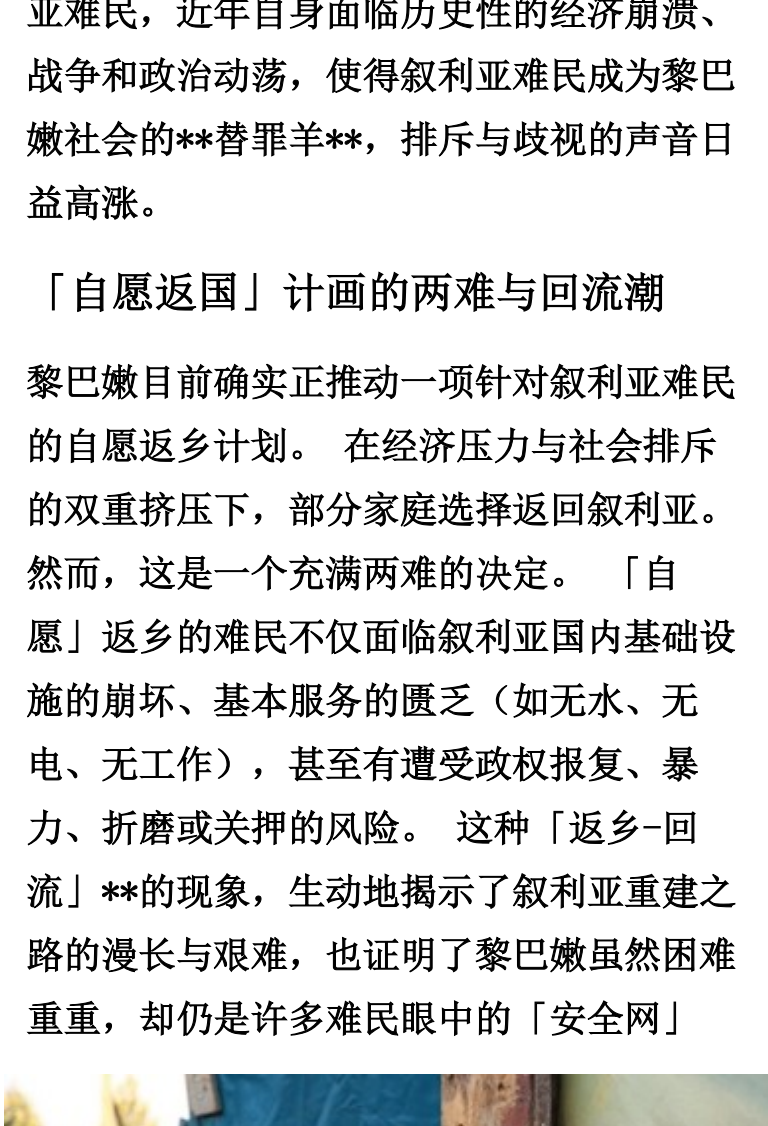 亚难民，近年自身面临历史性的经济崩溃、
战争和政治动荡，使得叙利亚难民成为黎巴
嫩社会的**替罪羊**，排斥与歧视的声音日
益高涨。
「自愿返国」计画的两难与回流潮
黎巴嫩目前确实正推动一项针对叙利亚难民
的自愿返乡计划。 在经济压力与社会排斥
的双重挤压下，部分家庭选择返回叙利亚。
然而，这是一个充满两难的决定。 「自
愿」返乡的难民不仅面临叙利亚国内基础设
施的崩坏、基本服务的匮乏（如无水、无
电、无工作），甚至有遭受政权报复、暴
力、折磨或关押的风险。 这种「返乡-回
流」**的现象，生动地揭示了叙利亚重建之
路的漫长与艰难，也证明了黎巴嫩虽然困难
重重，却仍是许多难民眼中的「安全网」